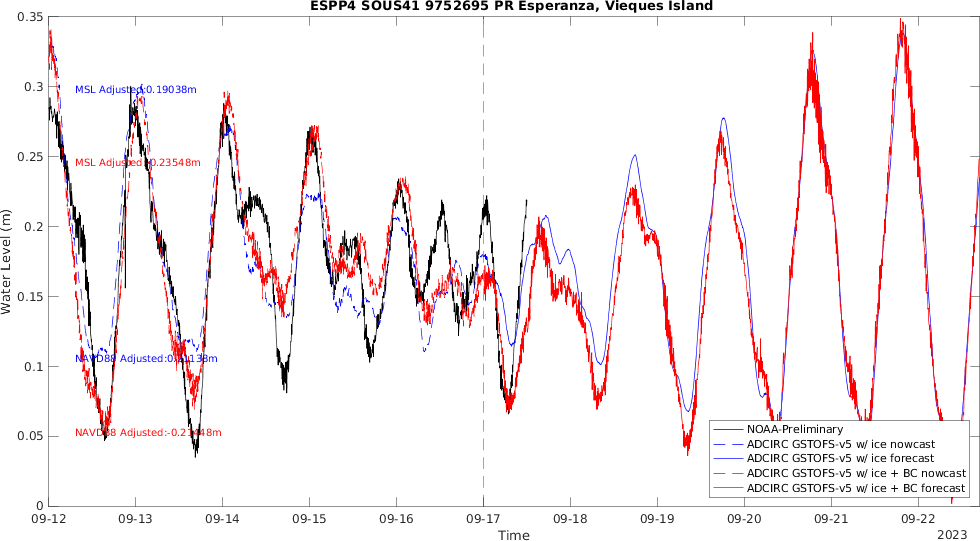 ESPP4 SOUS41 9752695 PR Esperanza, Vieques Island
0.35
0.3
0.25
0.2
0.15
0.1
0.05
0
Water Level (m)
MSL Adjusted:0.19038m
MSL Adjusted:0.23548m
NAVD88 Adjusted:
NAVD88 Adjusted:
NOAA-Preliminary
ADCIRC GSTOFS-v5 w/ ice nowcast
ADCIRC GSTOFS-v5 w/ ice forecast
ADCIRC GSTOFS-v5 w/ ice + BC nowcast
ADCIRC GSTOFS-v5 w/ ice + BC forecast
09-12 09-13 09-14 09-15 09-16 09-17 09-18 09-19 09-20 09-21 09-22
Time
2023